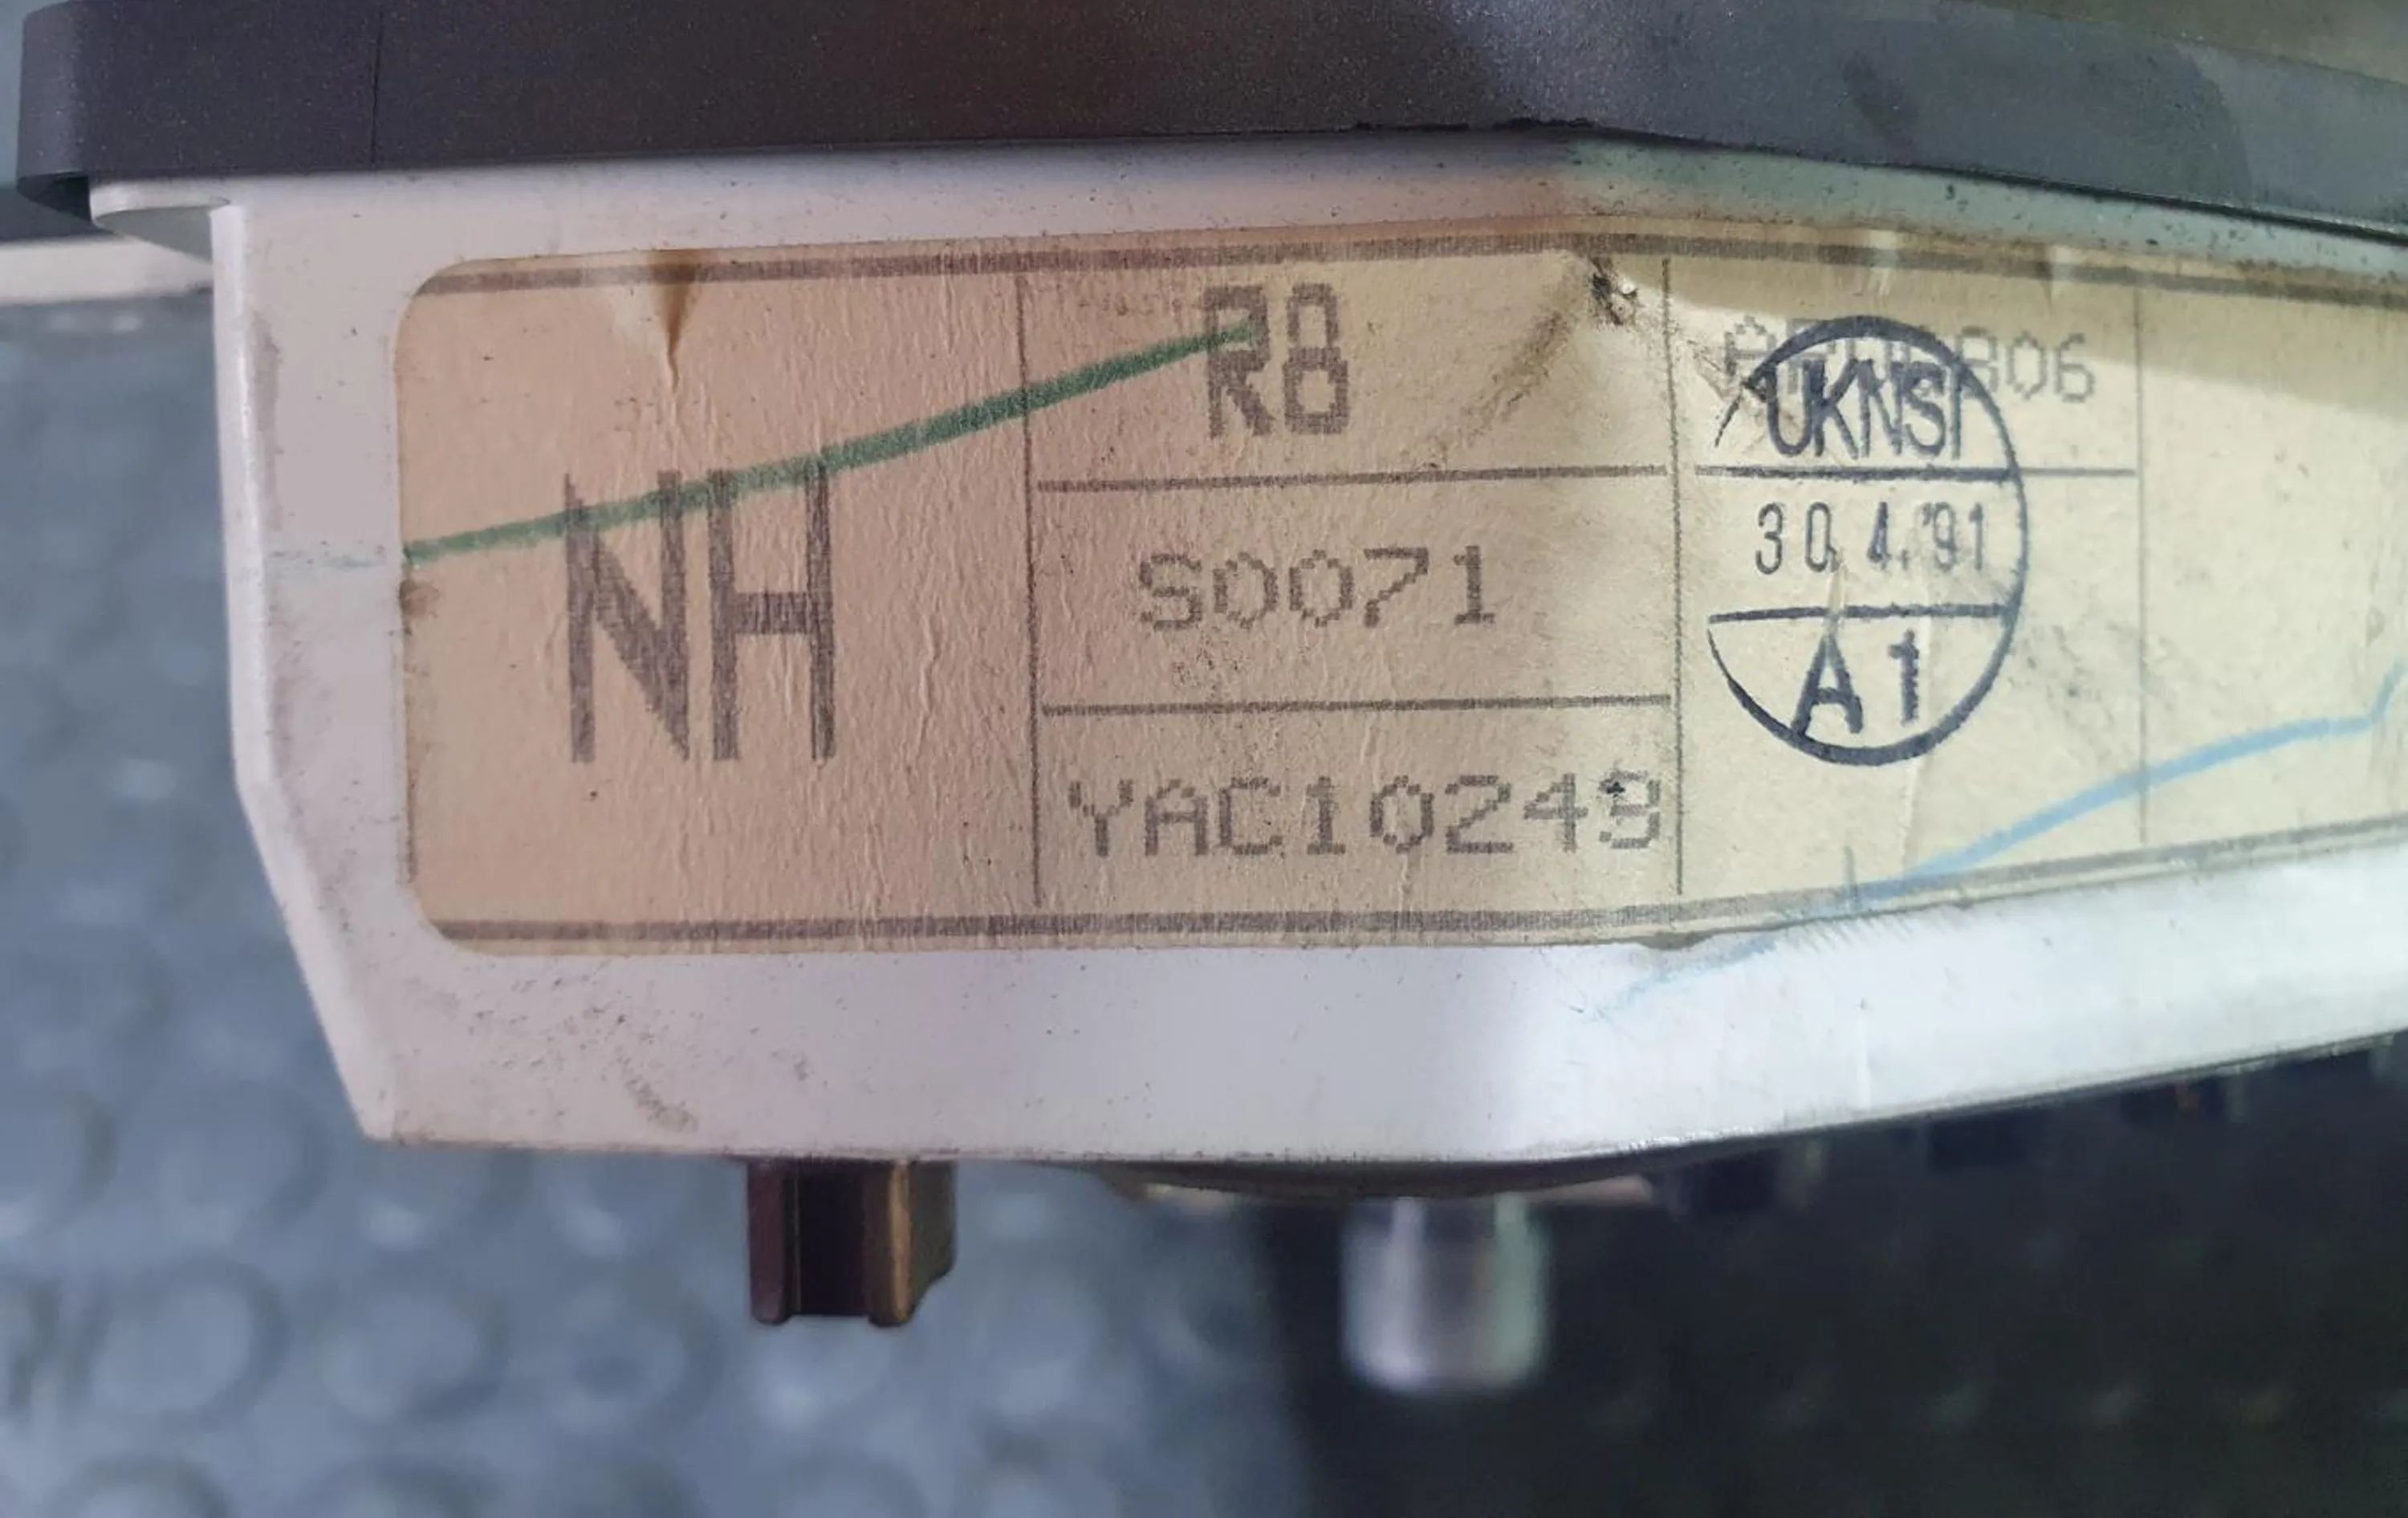 NH
R8
S0071
YAC10249
UKNSI
30.4.'91
A1